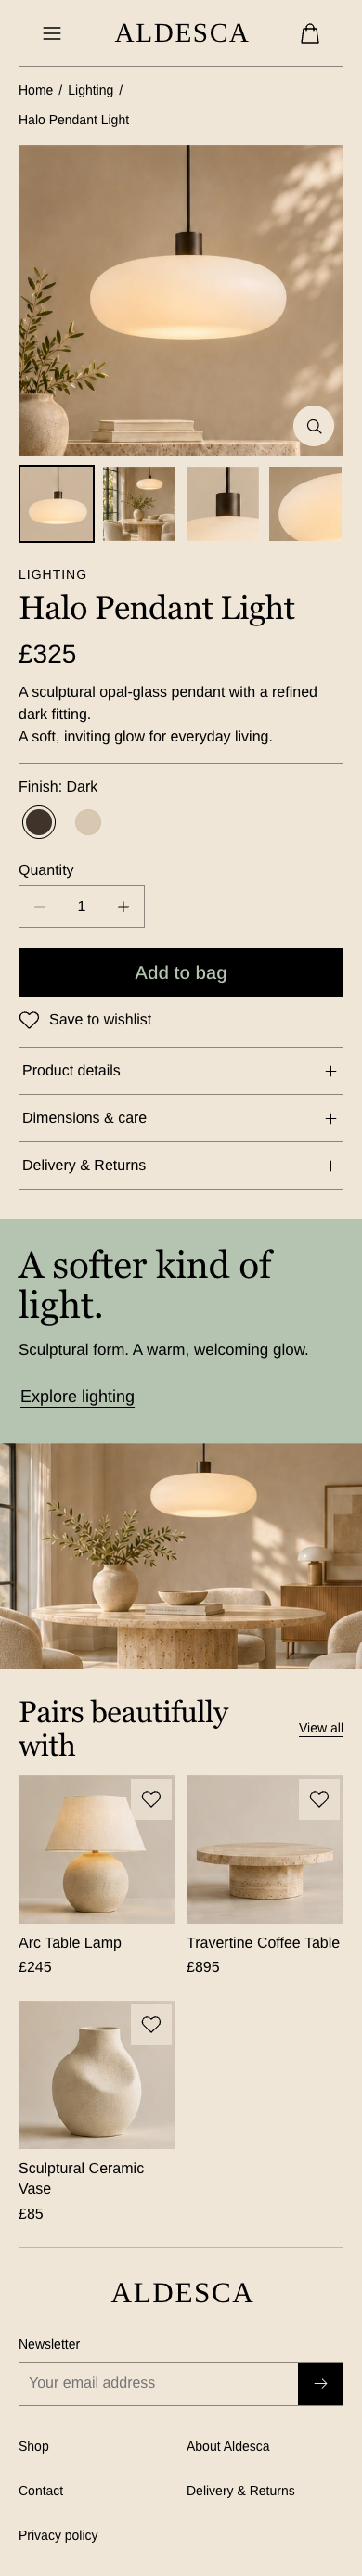 ALDESCA
Home / Lighting /
Halo Pendant Light
LIGHTING
Halo Pendant Light
£325
A sculptural opal-glass pendant with a refined
dark fitting.
A soft, inviting glow for everyday living.
Finish: Dark
Quantity
1
Add to bag
Save to wishlist
Product details
Dimensions & care
Delivery & Returns
A softer kind of
light.
Sculptural form. A warm, welcoming glow.
Explore lighting
Pairs beautifully
with
View all
Arc Table Lamp
£245
Travertine Coffee Table
£895
Sculptural Ceramic
Vase
£85
ALDESCA
Newsletter
Your email address
Shop
About Aldesca
Contact
Delivery & Returns
Privacy policy